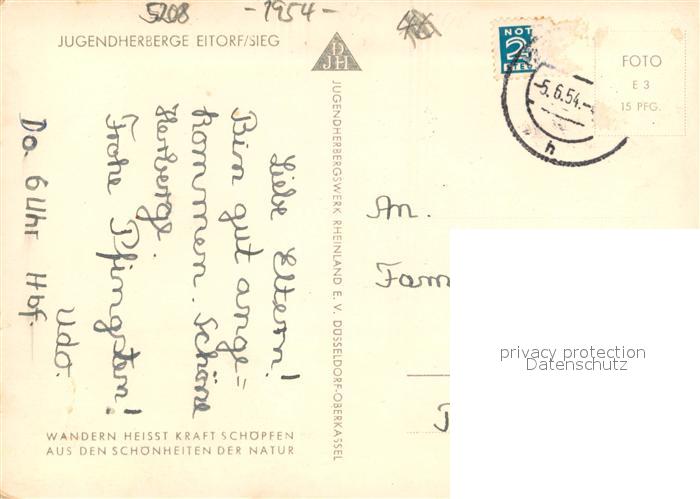 5208 -1954-
JUGENDHERBERGE EITORF/SIEG
D
JH
NOT
2
-5.6.54.-
h
FOTO
E 3
15 PFG.
Liebe Eltern!
Bin gut ange=
kommen. Schöne
Herberge.
Frohe Pfingsten!
Udo.
Do. 6 Uhr Hbf.
JUGENDHERBERGSWERK RHEINLAND E. V. DÜSSELDORF-OBERKASSEL
An.
Fam
WANDERN HEISST KRAFT SCHÖPFEN
AUS DEN SCHÖNHEITEN DER NATUR
privacy protection
Datenschutz